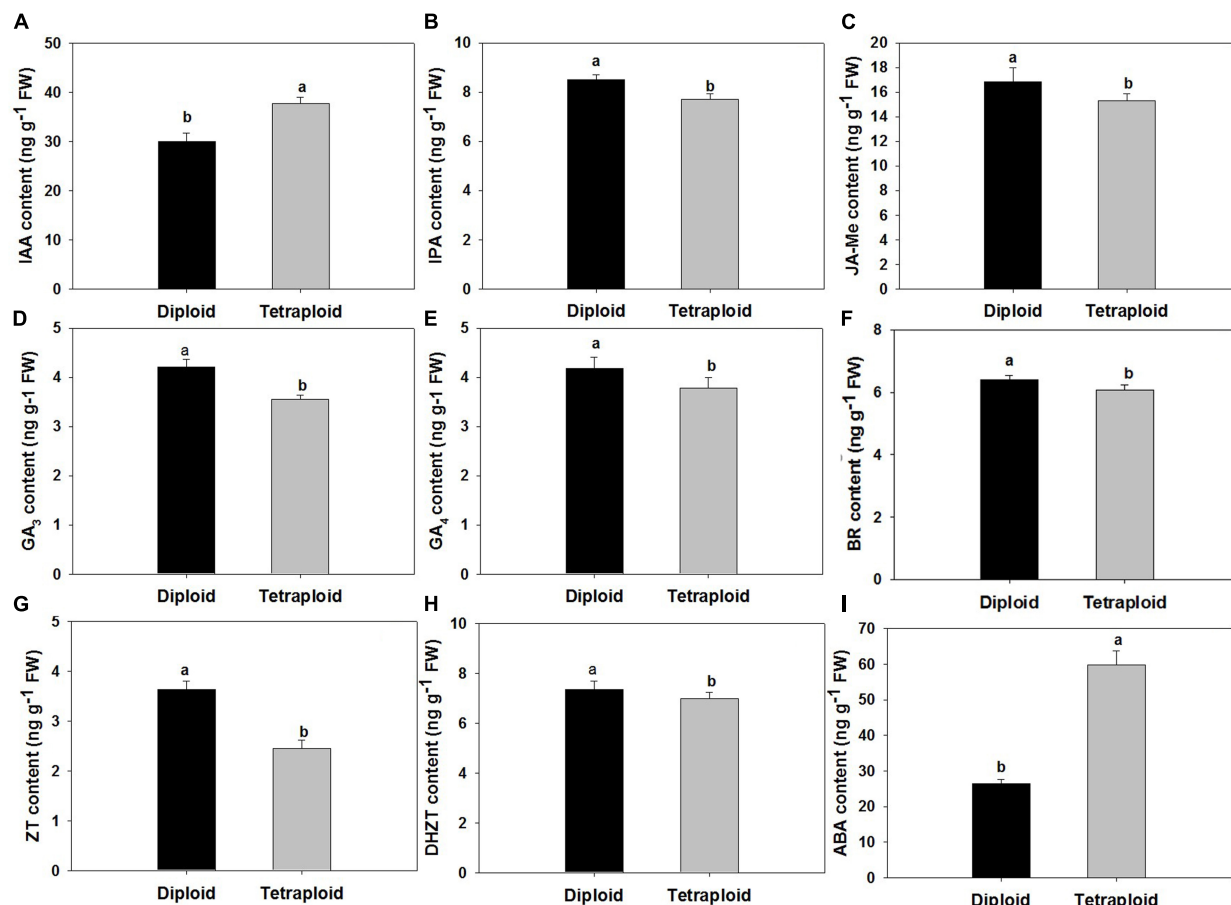 A
IAA content (ng g⁻¹ FW)
50
40
30
20
10
0
b
a
Diploid
Tetraploid
B
IPA content (ng g⁻¹ FW)
10
8
6
4
2
0
a
b
Diploid
Tetraploid
C
JA-Me content (ng g⁻¹ FW)
20
18
16
14
12
10
8
6
4
2
0
a
b
Diploid
Tetraploid
D
GA₃ content (ng g-1 FW)
5
4
3
2
1
0
a
b
Diploid
Tetraploid
E
GA₄ content (ng g-1 FW)
5
4
3
2
1
0
a
b
Diploid
Tetraploid
F
BR content (ng g⁻¹ FW)
8
6
4
2
0
a
b
Diploid
Tetraploid
G
ZT content (ng g⁻¹ FW)
5
4
3
2
1
0
a
b
Diploid
Tetraploid
H
DHZT content (ng g⁻¹ FW)
10
8
6
4
2
0
a
b
Diploid
Tetraploid
I
ABA content (ng g⁻¹ FW)
70
60
50
40
30
20
10
0
b
a
Diploid
Tetraploid